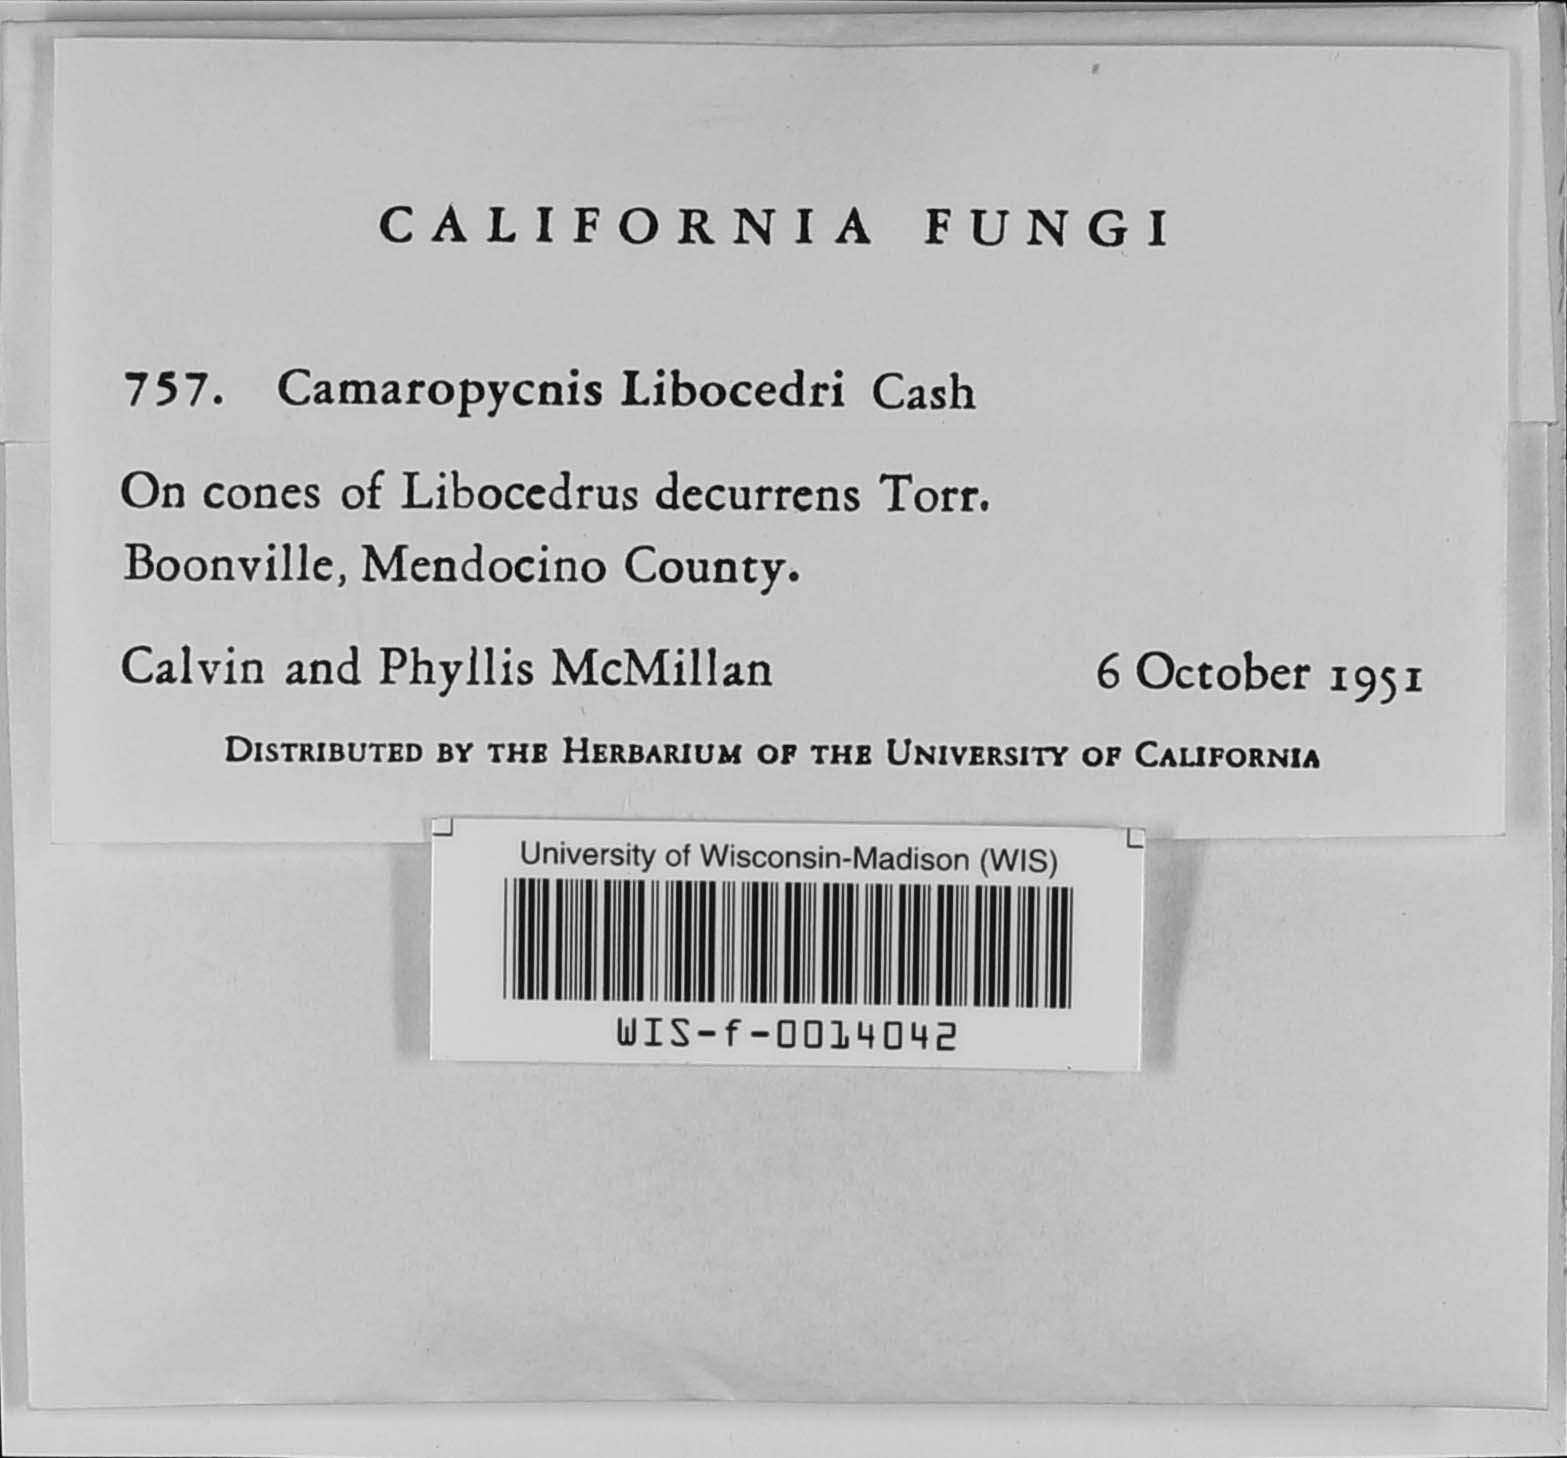 CALIFORNIA FUNGI
757. Camaropycnis Libocedri Cash
On cones of Libocedrus decurrens Torr.
Boonville, Mendocino County.
Calvin and Phyllis McMillan 6 October 1951
DISTRIBUTED BY THE HERBARIUM OF THE UNIVERSITY OF CALIFORNIA
University of Wisconsin-Madison (WIS)
WIS-f-0014042